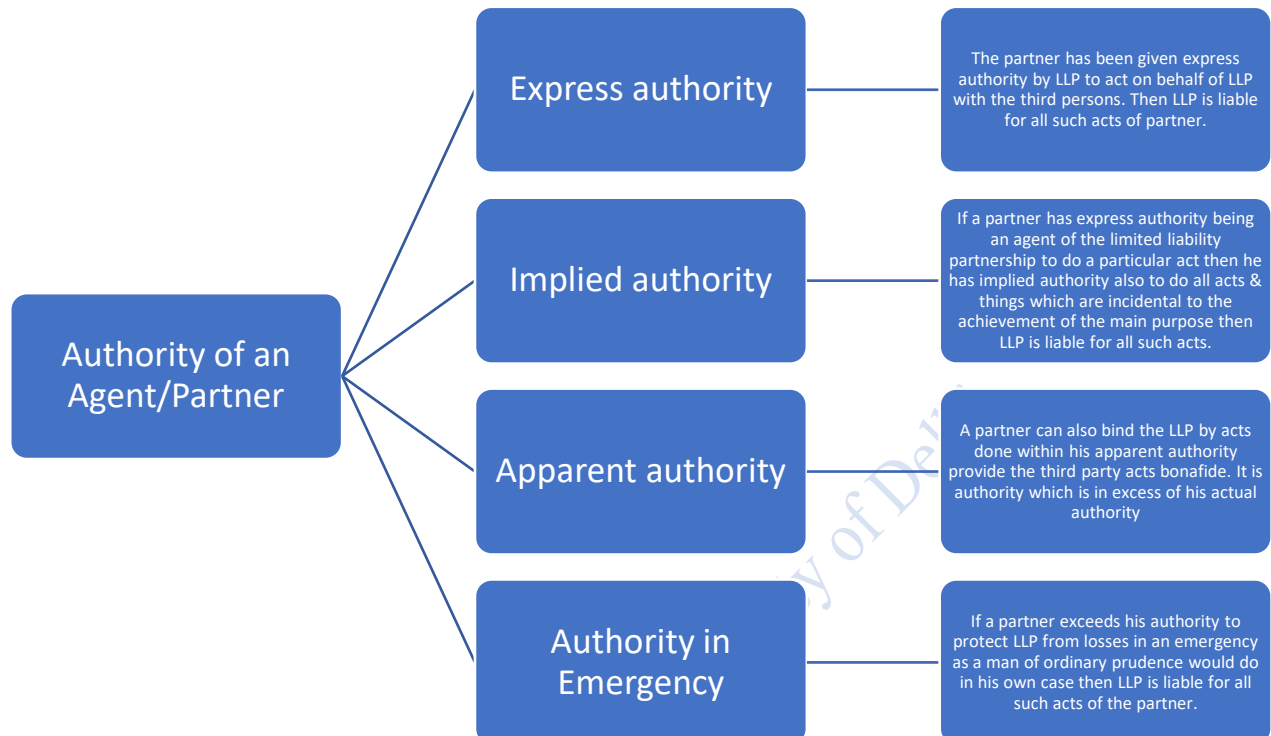 Authority of an
Agent/Partner
Express authority
The partner has been given express
authority by LLP to act on behalf of LLP
with the third persons. Then LLP is liable
for all such acts of partner.
Implied authority
If a partner has express authority being
an agent of the limited liability
partnership to do a particular act then he
has implied authority also to do all acts &
things which are incidental to the
achievement of the main purpose then
LLP is liable for all such acts.
Apparent authority
A partner can also bind the LLP by acts
done within his apparent authority
provide the third party acts bonafide. It is
authority which is in excess of his actual
authority
Authority in
Emergency
If a partner exceeds his authority to
protect LLP from losses in an emergency
as a man of ordinary prudence would do
in his own case then LLP is liable for all
such acts of the partner.
of